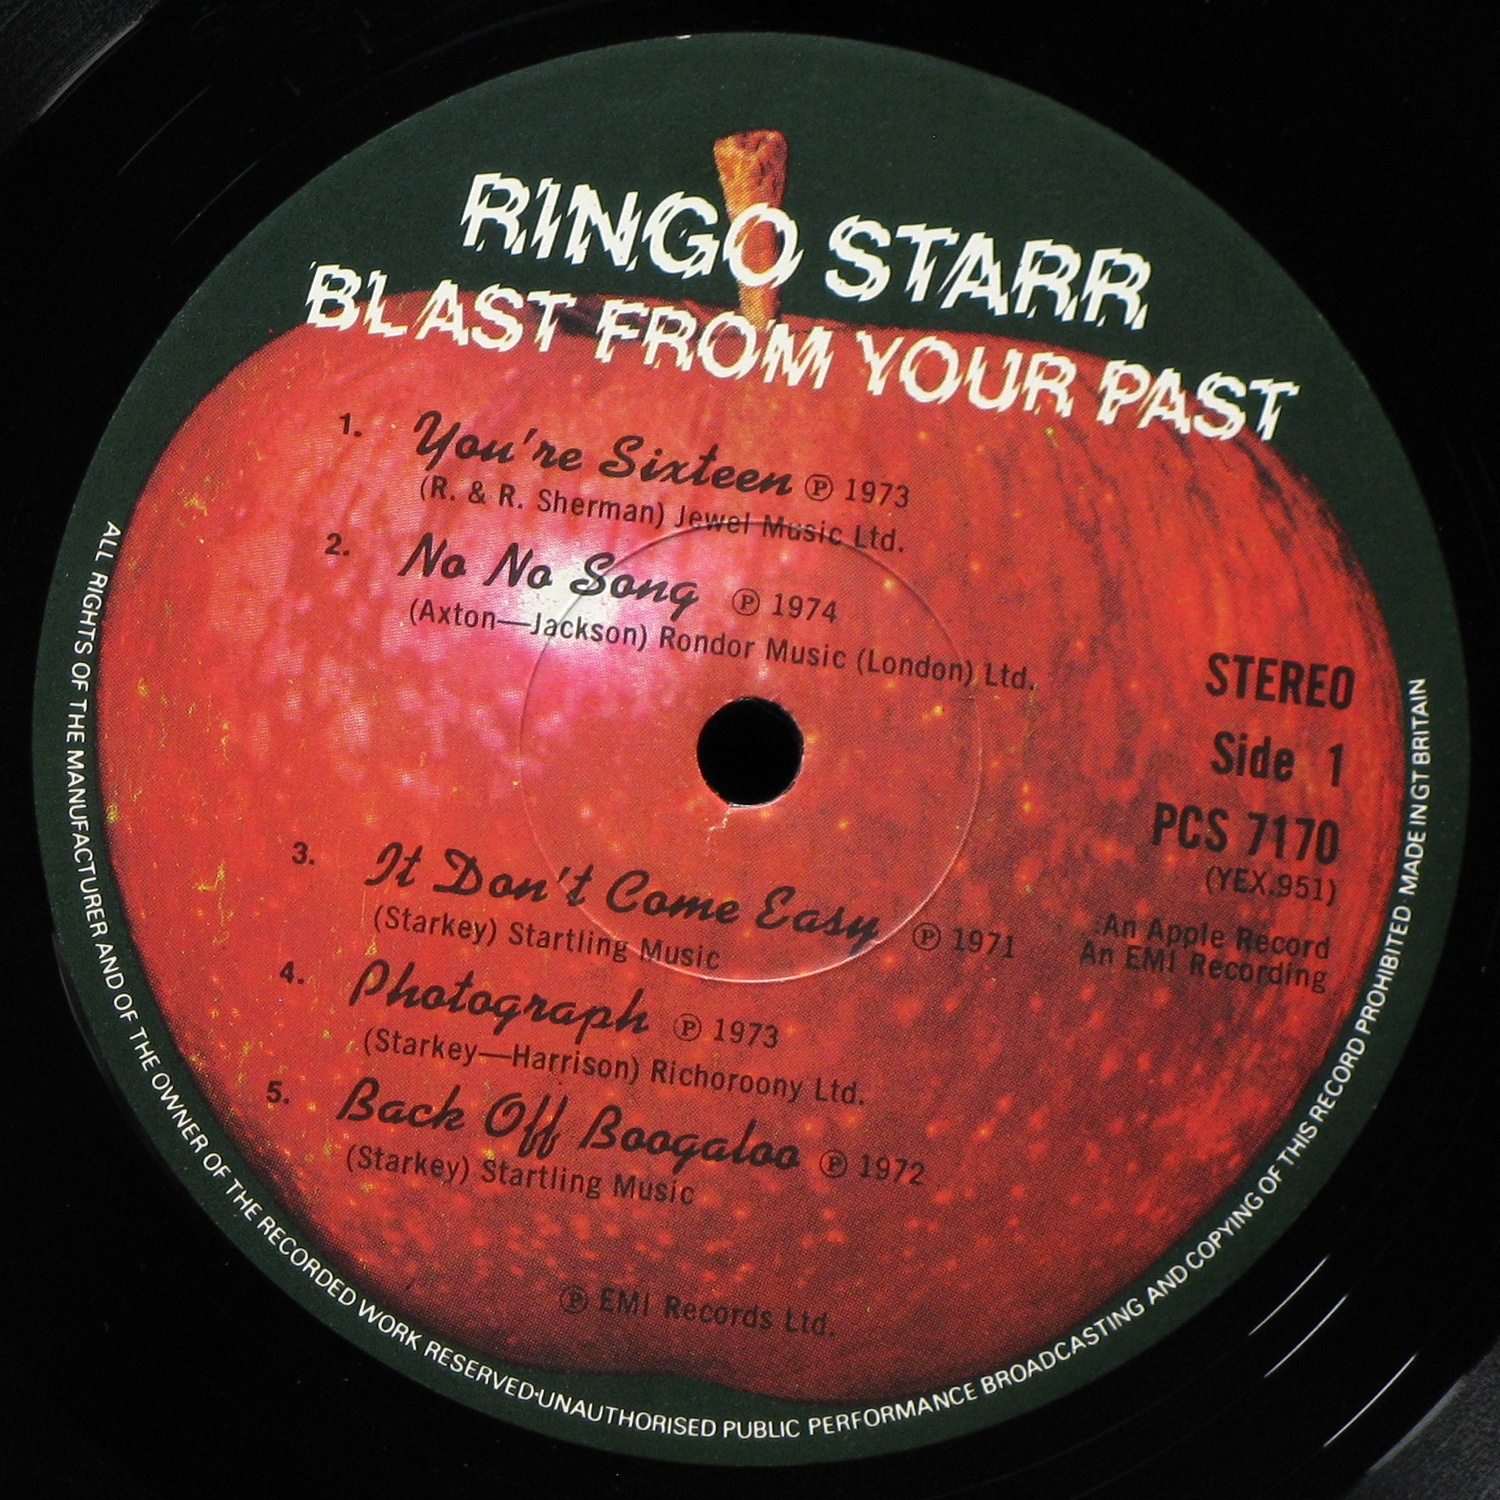 RINGO STARR
BLAST FROM YOUR PAST
1. You're Sixteen ℗ 1973
(R. & R. Sherman) Jewel Music Ltd.
2. No No Song ℗ 1974
(Axton—Jackson) Rondor Music (London) Ltd.
STEREO
Side 1
PCS 7170
(YEX.951)
An Apple Record
An EMI Recording
3. It Don't Come Easy ℗ 1971
(Starkey) Startling Music
4. Photograph ℗ 1973
(Starkey—Harrison) Richoroony Ltd.
5. Back Off Boogaloo ℗ 1972
(Starkey) Startling Music
℗ EMI Records Ltd.
ALL RIGHTS OF THE MANUFACTURER AND OF THE OWNER OF THE RECORDED WORK RESERVED·UNAUTHORISED PUBLIC PERFORMANCE BROADCASTING AND COPYING OF THIS RECORD PROHIBITED·MADE IN GT BRITAIN